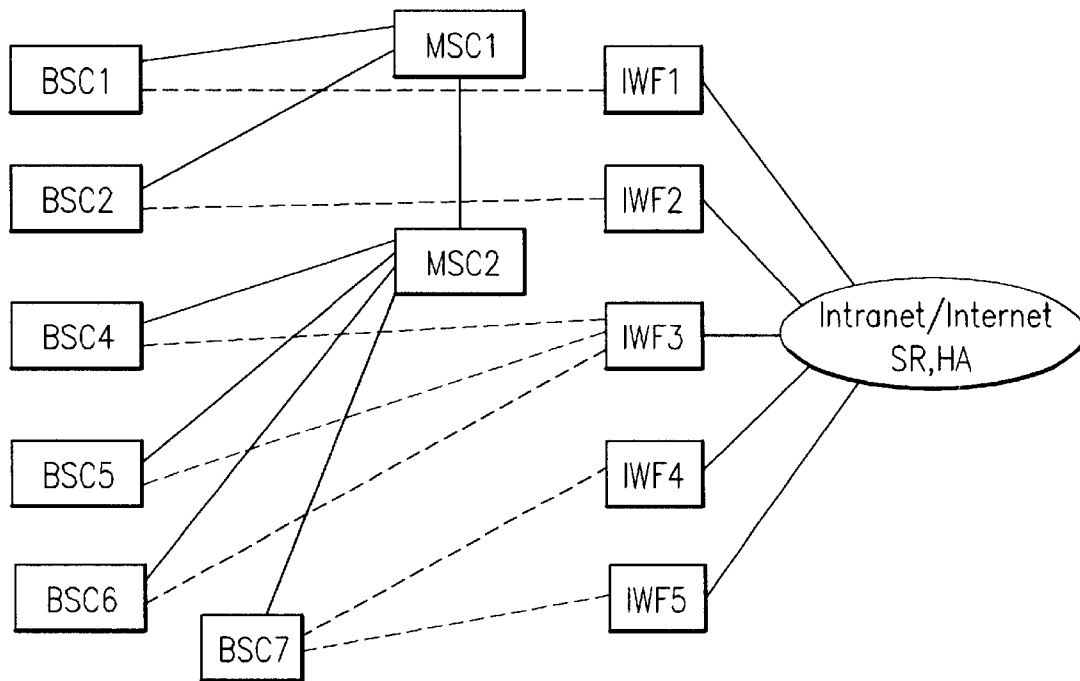 MSC1
BSC1
IWF1
BSC2
IWF2
MSC2
Intranet/Internet
SR,HA
BSC4
IWF3
BSC5
IWF4
BSC6
IWF5
BSC7